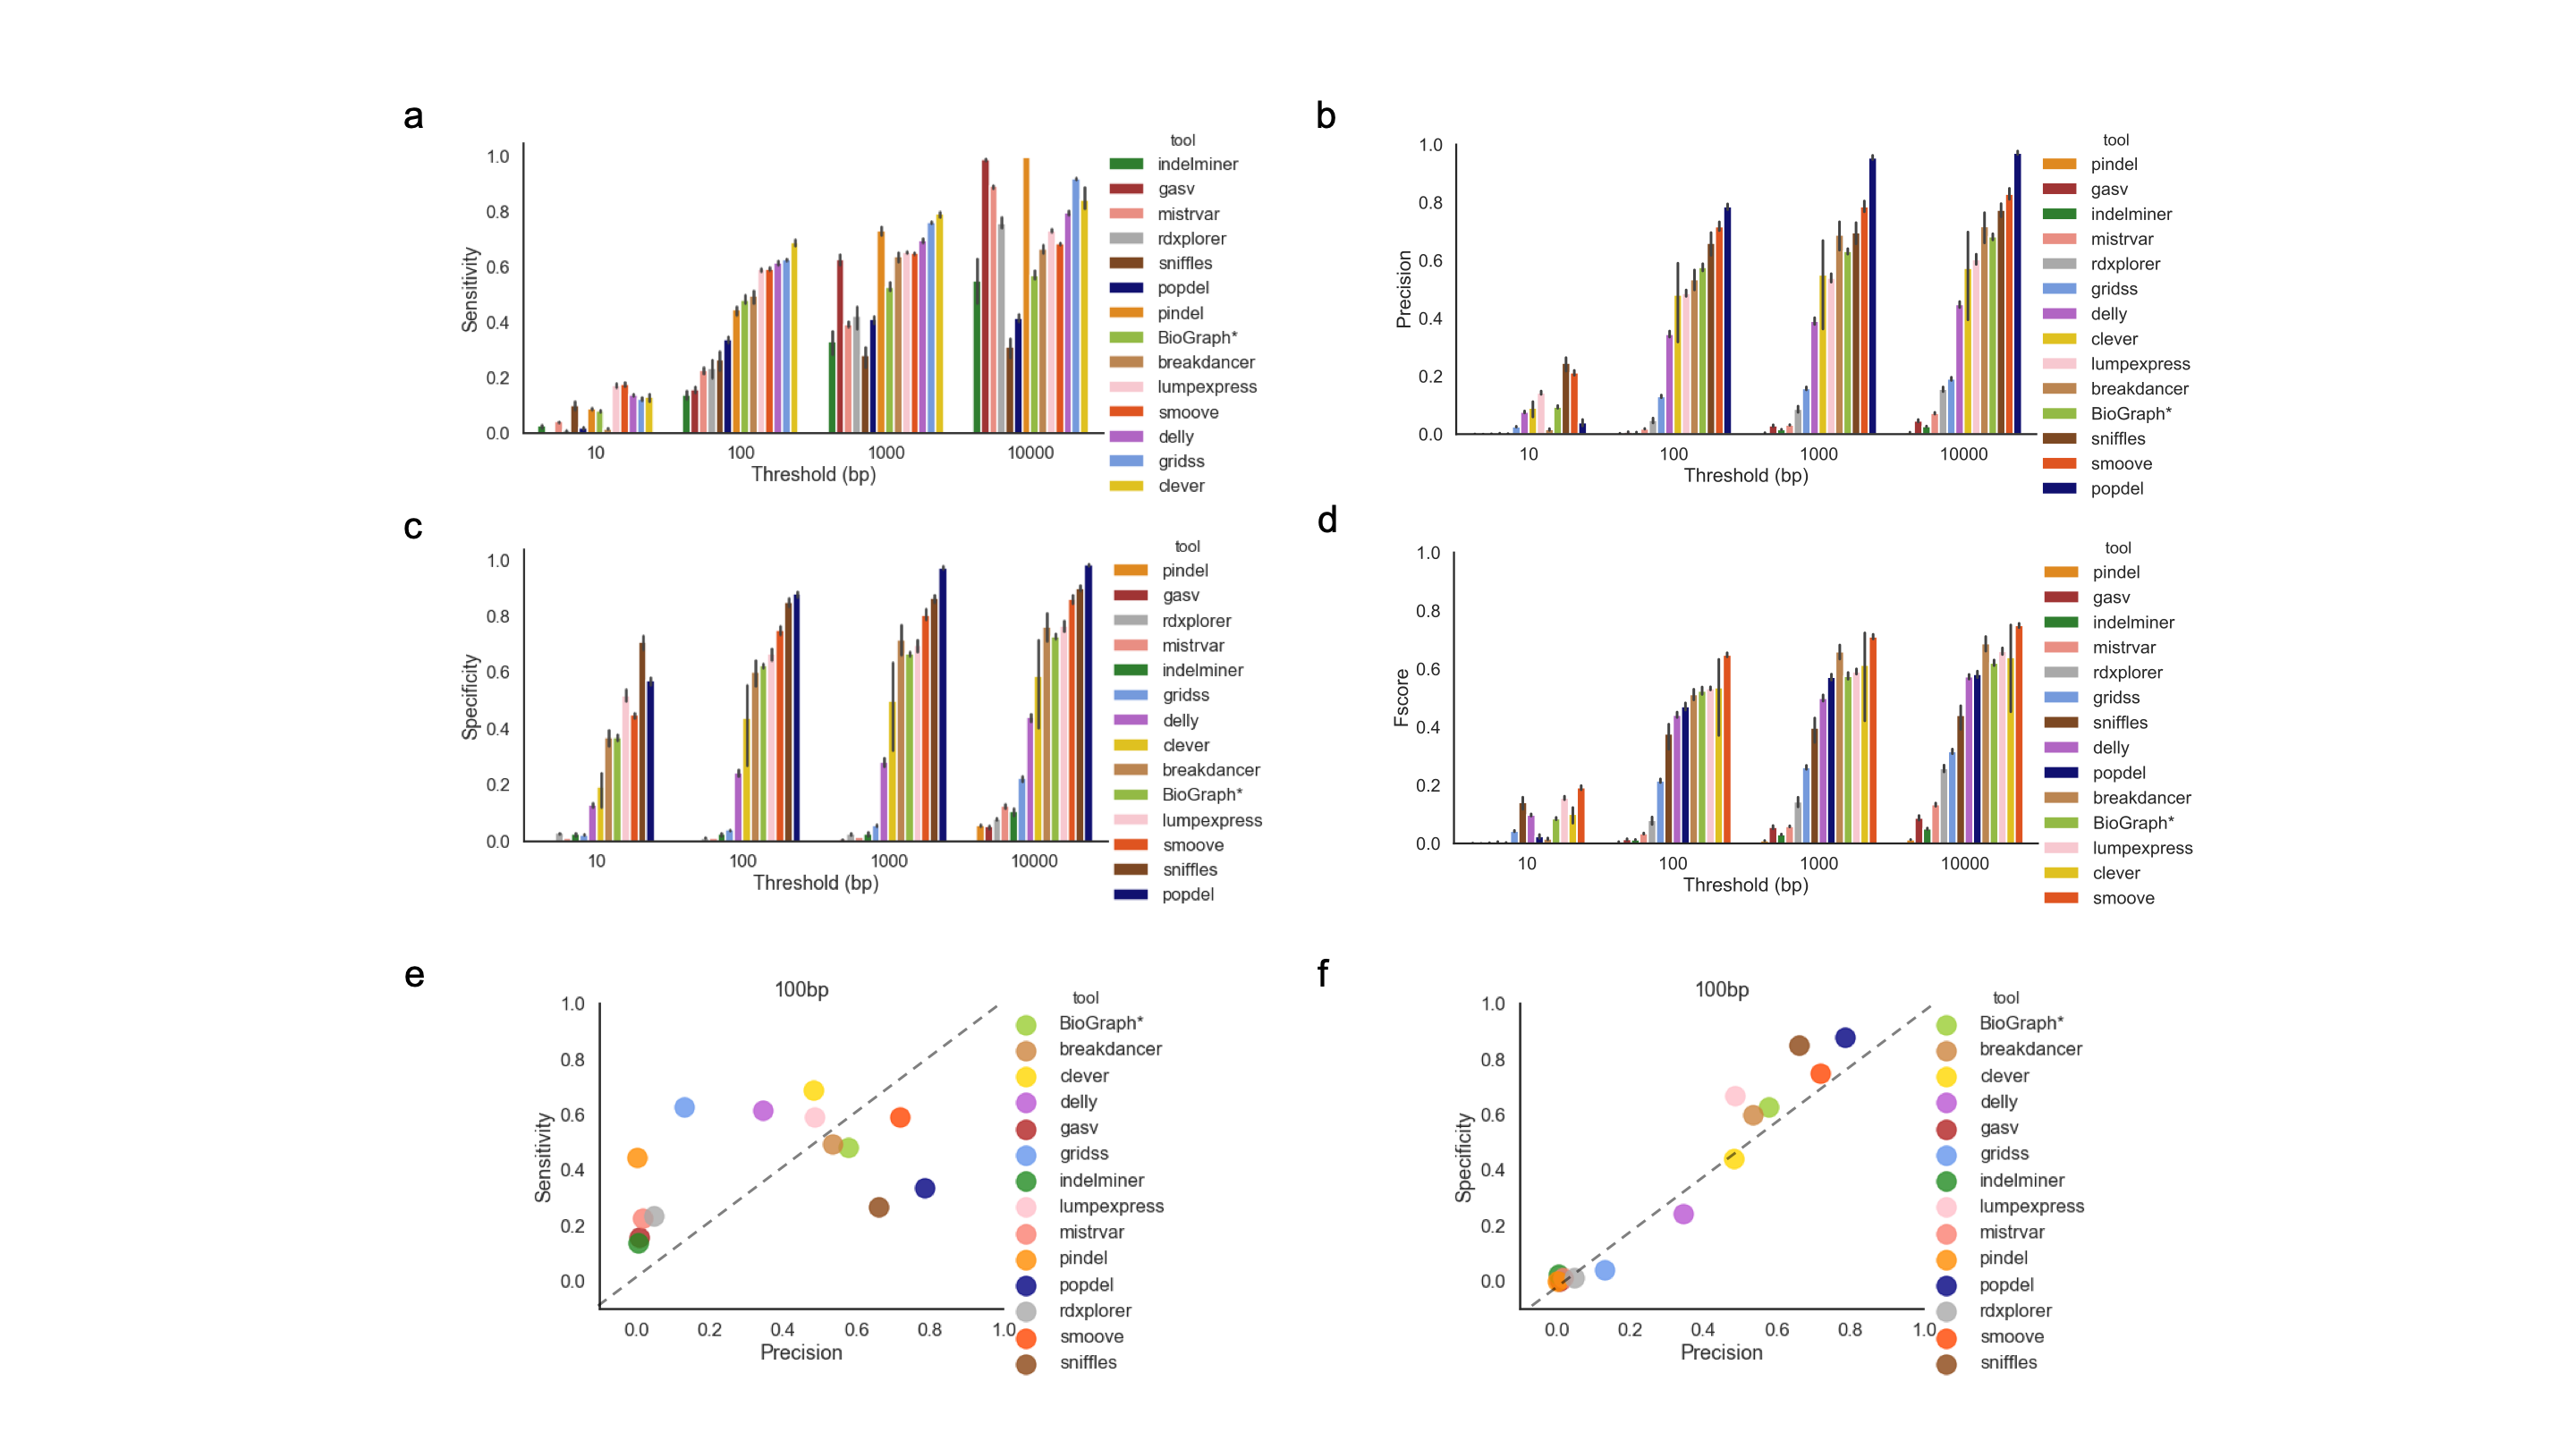 a
tool
1.0
0.8
0.6
0.4
0.2
0.0
Sensitivity
10
100
1000
10000
Threshold (bp)
indelminer
gasv
mistrvar
rdxplorer
sniffles
popdel
pindel
BioGraph*
breakdancer
lumpexpress
smoove
delly
gridss
clever
b
tool
1.0
0.8
0.6
0.4
0.2
0.0
Precision
10
100
1000
10000
Threshold (bp)
pindel
gasv
indelminer
mistrvar
rdxplorer
gridss
delly
clever
lumpexpress
breakdancer
BioGraph*
sniffles
smoove
popdel
c
tool
1.0
0.8
0.6
0.4
0.2
0.0
Specificity
10
100
1000
10000
Threshold (bp)
pindel
gasv
rdxplorer
mistrvar
indelminer
gridss
delly
clever
breakdancer
BioGraph*
lumpexpress
smoove
sniffles
popdel
d
tool
1.0
0.8
0.6
0.4
0.2
0.0
Fscore
10
100
1000
10000
Threshold (bp)
pindel
gasv
indelminer
mistrvar
rdxplorer
gridss
sniffles
delly
popdel
breakdancer
BioGraph*
lumpexpress
clever
smoove
e
100bp
tool
1.0
0.8
0.6
0.4
0.2
0.0
Sensitivity
0.0
0.2
0.4
0.6
0.8
1.0
Precision
BioGraph*
breakdancer
clever
delly
gasv
gridss
indelminer
lumpexpress
mistrvar
pindel
popdel
rdxplorer
smoove
sniffles
f
100bp
tool
1.0
0.8
0.6
0.4
0.2
0.0
Specificity
0.0
0.2
0.4
0.6
0.8
1.0
Precision
BioGraph*
breakdancer
clever
delly
gasv
gridss
indelminer
lumpexpress
mistrvar
pindel
popdel
rdxplorer
smoove
sniffles